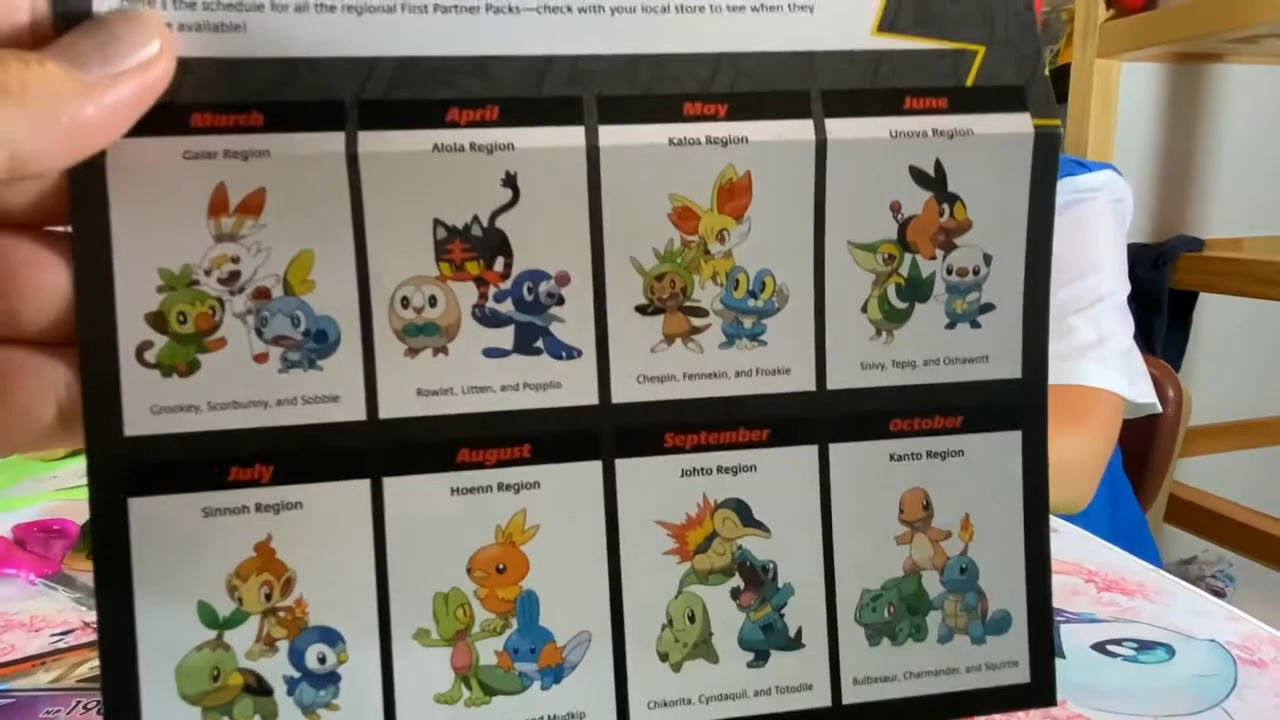 the schedule for all the regional First Partner Packs—check with your local store to see when they
available!
March
April
May
June
Galar Region
Alola Region
Kalos Region
Unova Region
Grookey, Scorbunny, and Sobble
Rowlet, Litten, and Popplio
Chespin, Fennekin, and Froakie
Snivy, Tepig, and Oshawott
July
August
September
October
Sinnoh Region
Hoenn Region
Johto Region
Kanto Region
and Mudkip
Chikorita, Cyndaquil, and Totodile
Bulbasaur, Charmander, and Squirtle
HP 190